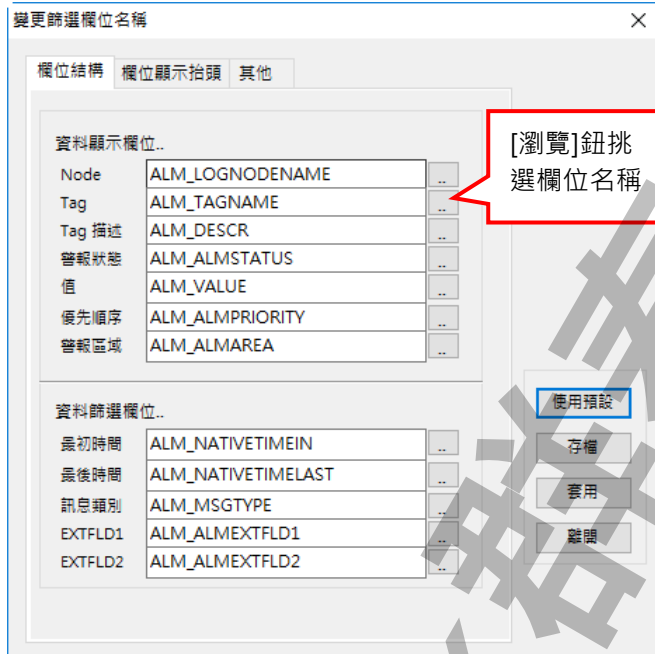 變更篩選欄位名稱
欄位結構 欄位顯示抬頭 其他
資料顯示欄位..
Node ALM_LOGNODENAME ..
Tag ALM_TAGNAME ..
Tag 描述 ALM_DESCR ..
警報狀態 ALM_ALMSTATUS ..
值 ALM_VALUE ..
優先順序 ALM_ALMPRIORITY ..
警報區域 ALM_ALMAREA ..
[瀏覽]鈕挑
選欄位名稱
資料篩選欄位..
最初時間 ALM_NATIVETIMEIN ..
最後時間 ALM_NATIVETIMELAST ..
訊息類別 ALM_MSGTYPE ..
EXTFLD1 ALM_ALMEXTFLD1 ..
EXTFLD2 ALM_ALMEXTFLD2 ..
使用預設
存檔
套用
離開